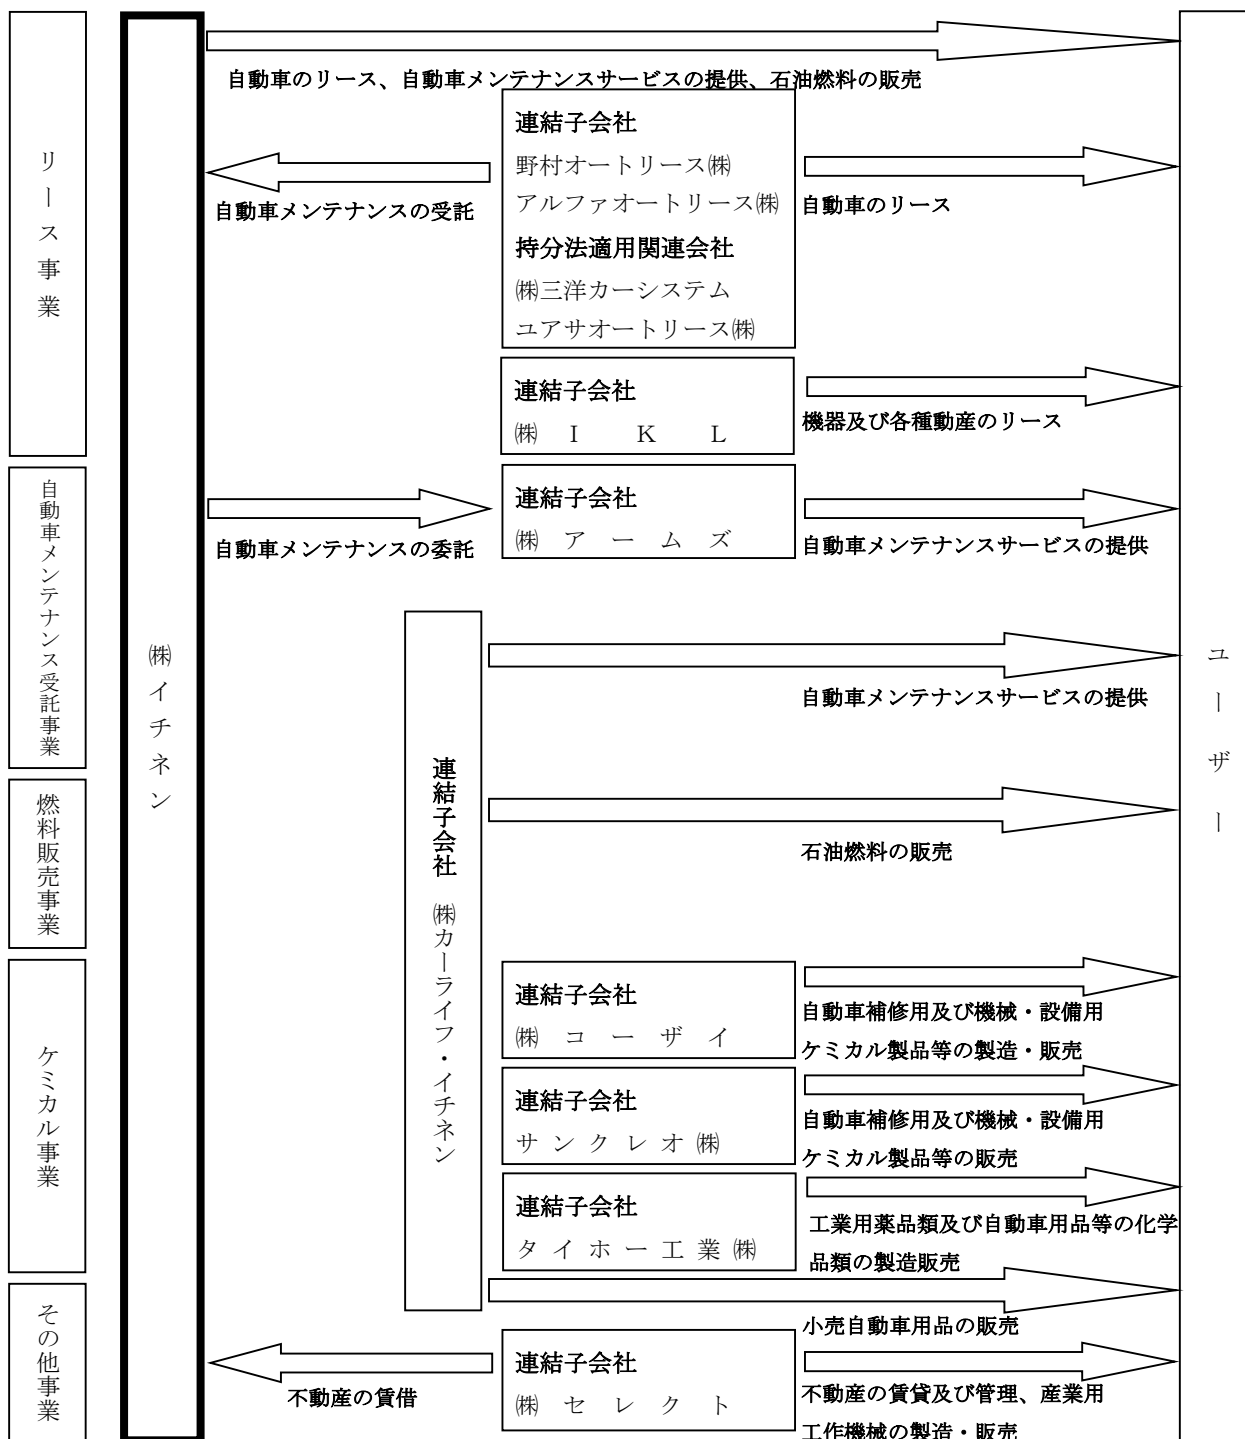 リース事業
㈱イチネン
ユーザー
自動車のリース、自動車メンテナンスサービスの提供、石油燃料の販売
連結子会社
野村オートリース㈱
アルファオートリース㈱
持分法適用関連会社
㈱三洋カーシステム
ユアサオートリース㈱
自動車メンテナンスの受託
自動車のリース
連結子会社
㈱ I K L
機器及び各種動産のリース
自動車メンテナンス受託事業
自動車メンテナンスの委託
連結子会社
㈱ アームズ
自動車メンテナンスサービスの提供
連結子会社 ㈱カーライフ・イチネン
自動車メンテナンスサービスの提供
燃料販売事業
石油燃料の販売
ケミカル事業
連結子会社
㈱ コーザイ
自動車補修用及び機械・設備用
ケミカル製品等の製造・販売
連結子会社
サンクレオ㈱
自動車補修用及び機械・設備用
ケミカル製品等の販売
連結子会社
タイホー工業㈱
工業用薬品類及び自動車用品等の化学
品類の製造販売
その他事業
小売自動車用品の販売
不動産の賃借
連結子会社
㈱ セレクト
不動産の賃貸及び管理、産業用
工作機械の製造・販売